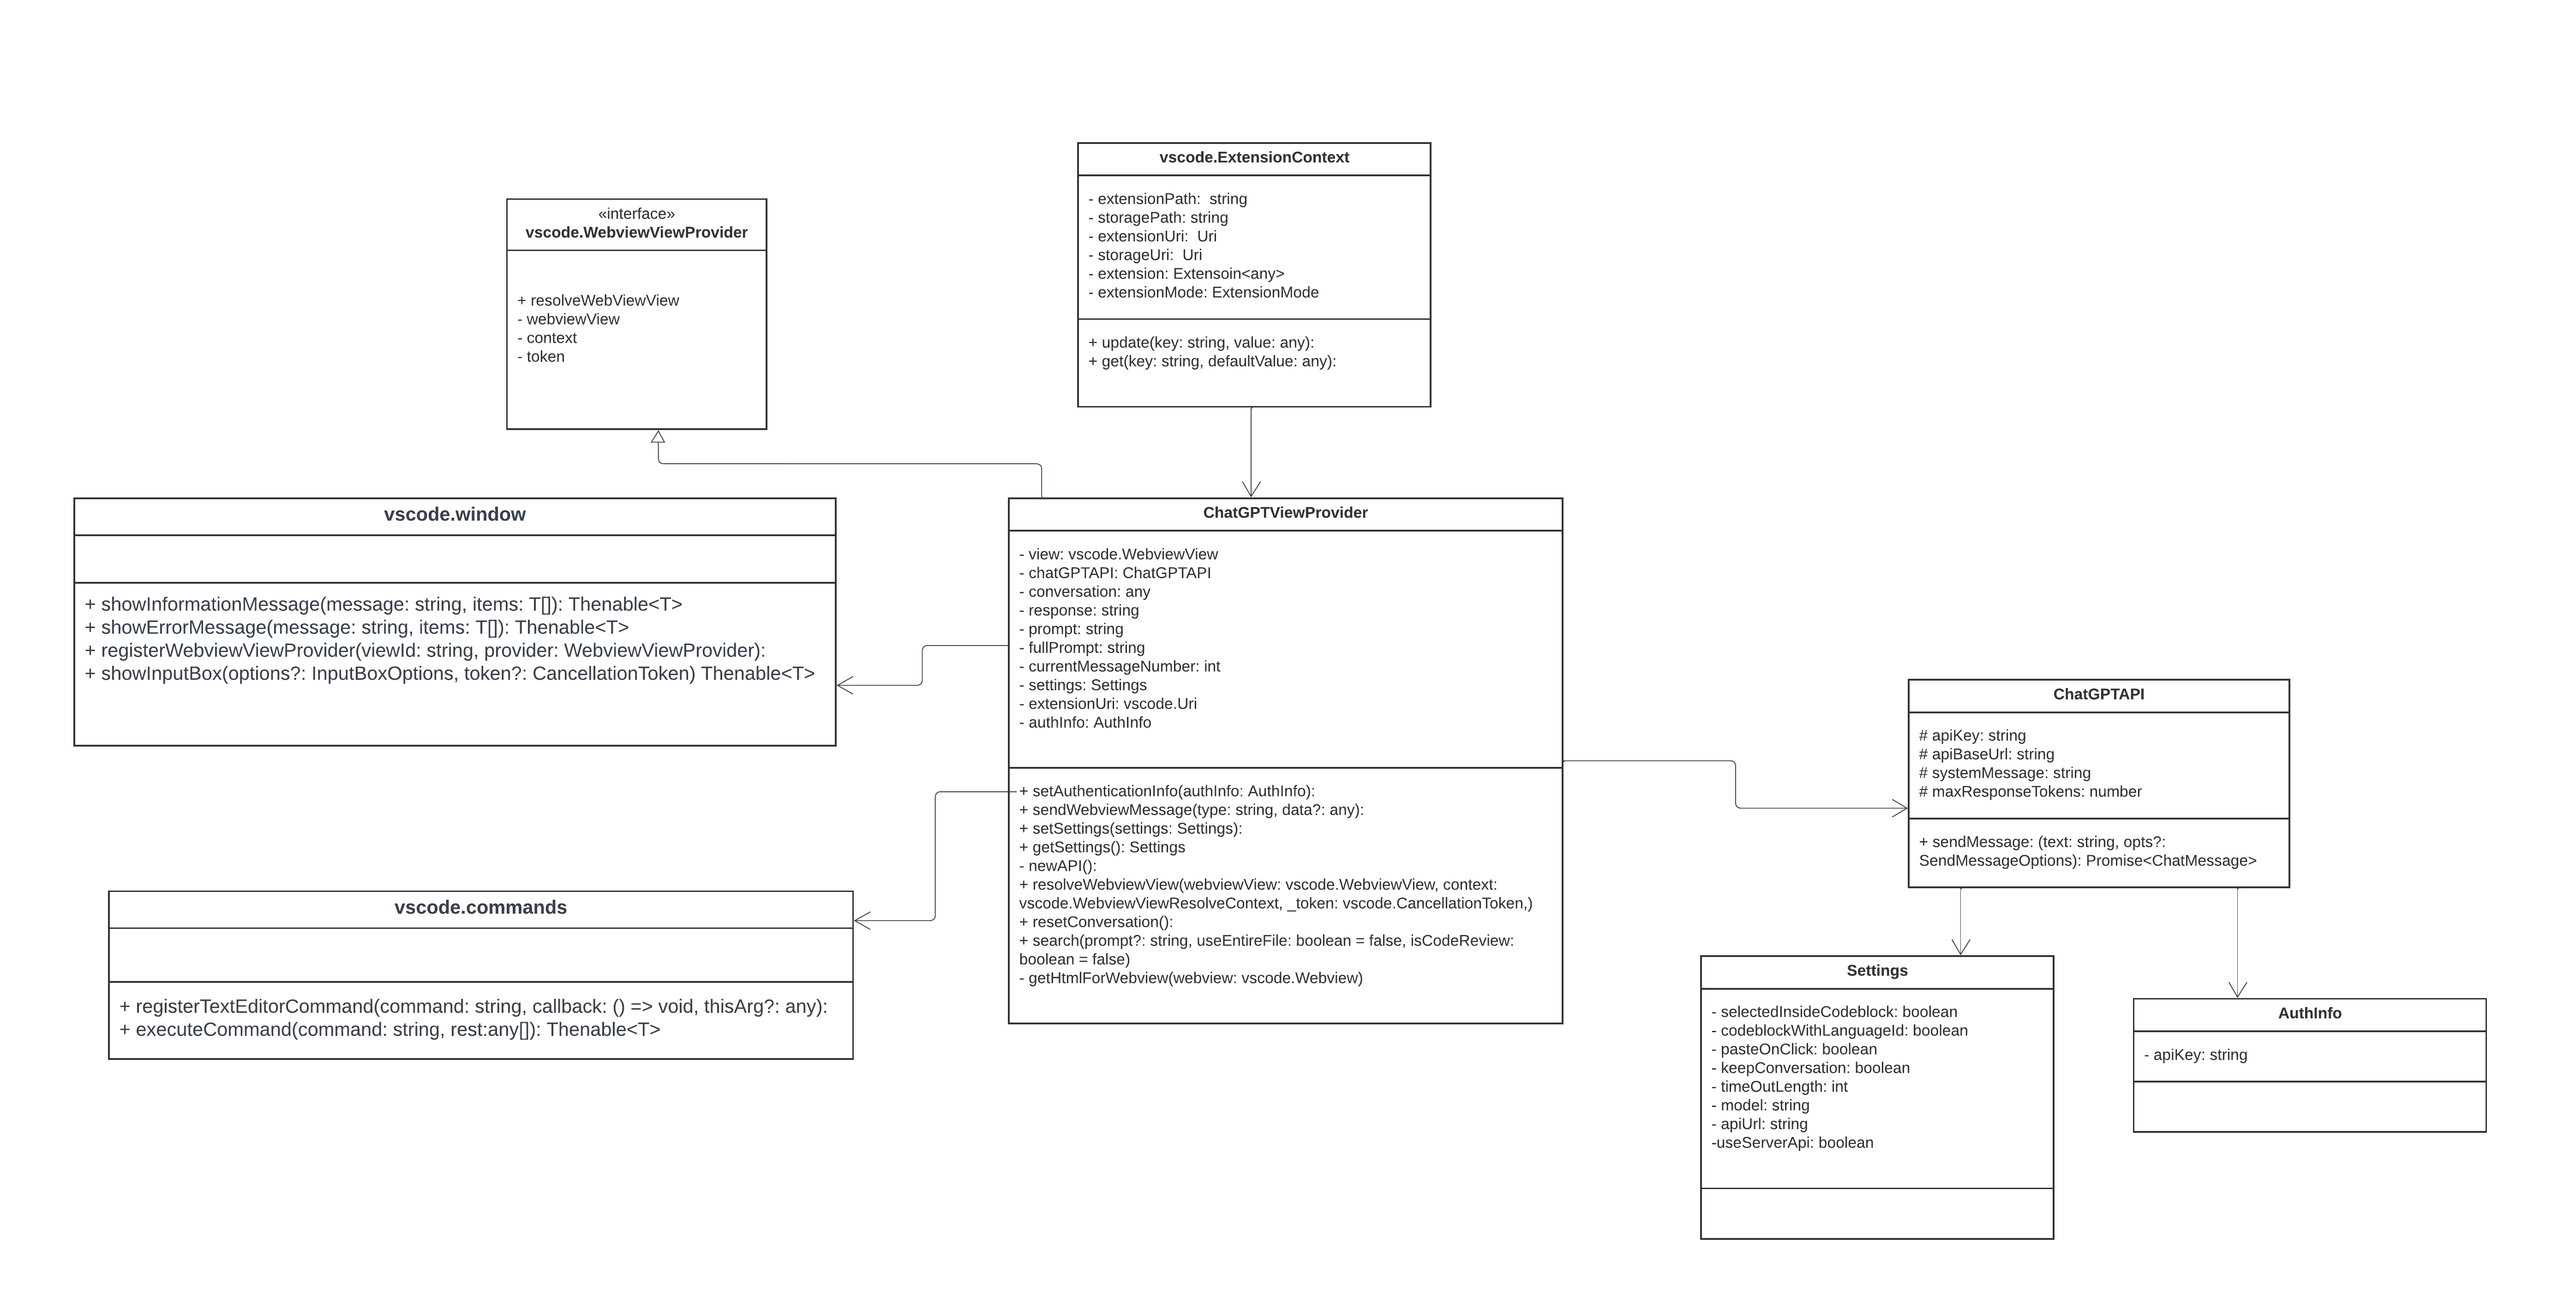 vscode.ExtensionContext
- extensionPath:  string
- storagePath: string
- extensionUri:  Uri
- storageUri:  Uri
- extension: Extensoin<any>
- extensionMode: ExtensionMode
+ update(key: string, value: any):
+ get(key: string, defaultValue: any):
«interface»
vscode.WebviewViewProvider
+ resolveWebViewView
- webviewView
- context
- token
vscode.window
+ showInformationMessage(message: string, items: T[]): Thenable<T>
+ showErrorMessage(message: string, items: T[]): Thenable<T>
+ registerWebviewViewProvider(viewId: string, provider: WebviewViewProvider):
+ showInputBox(options?: InputBoxOptions, token?: CancellationToken) Thenable<T>
ChatGPTViewProvider
- view: vscode.WebviewView
- chatGPTAPI: ChatGPTAPI
- conversation: any
- response: string
- prompt: string
- fullPrompt: string
- currentMessageNumber: int
- settings: Settings
- extensionUri: vscode.Uri
- authInfo: AuthInfo
+ setAuthenticationInfo(authInfo: AuthInfo):
+ sendWebviewMessage(type: string, data?: any):
+ setSettings(settings: Settings):
+ getSettings(): Settings
- newAPI():
+ resolveWebviewView(webviewView: vscode.WebviewView, context:
vscode.WebviewViewResolveContext, _token: vscode.CancellationToken,)
+ resetConversation():
+ search(prompt?: string, useEntireFile: boolean = false, isCodeReview:
boolean = false)
- getHtmlForWebview(webview: vscode.Webview)
vscode.commands
+ registerTextEditorCommand(command: string, callback: () => void, thisArg?: any):
+ executeCommand(command: string, rest:any[]): Thenable<T>
ChatGPTAPI
# apiKey: string
# apiBaseUrl: string
# systemMessage: string
# maxResponseTokens: number
+ sendMessage: (text: string, opts?:
SendMessageOptions): Promise<ChatMessage>
Settings
- selectedInsideCodeblock: boolean
- codeblockWithLanguageId: boolean
- pasteOnClick: boolean
- keepConversation: boolean
- timeOutLength: int
- model: string
- apiUrl: string
-useServerApi: boolean
AuthInfo
- apiKey: string